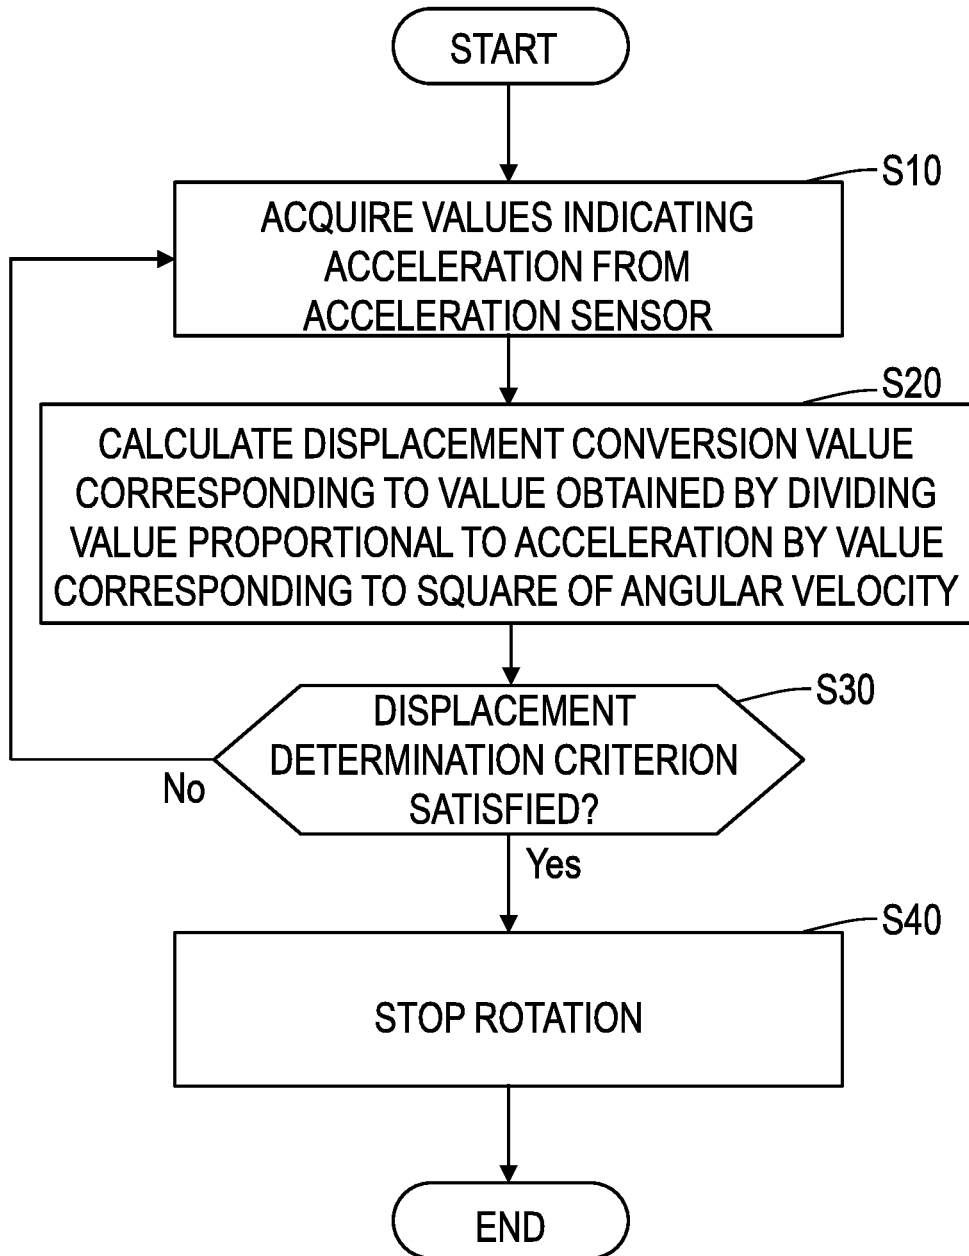 START
S10
ACQUIRE VALUES INDICATING
ACCELERATION FROM
ACCELERATION SENSOR
S20
CALCULATE DISPLACEMENT CONVERSION VALUE
CORRESPONDING TO VALUE OBTAINED BY DIVIDING
VALUE PROPORTIONAL TO ACCELERATION BY VALUE
CORRESPONDING TO SQUARE OF ANGULAR VELOCITY
S30
DISPLACEMENT
DETERMINATION CRITERION
SATISFIED?
No
Yes
S40
STOP ROTATION
END